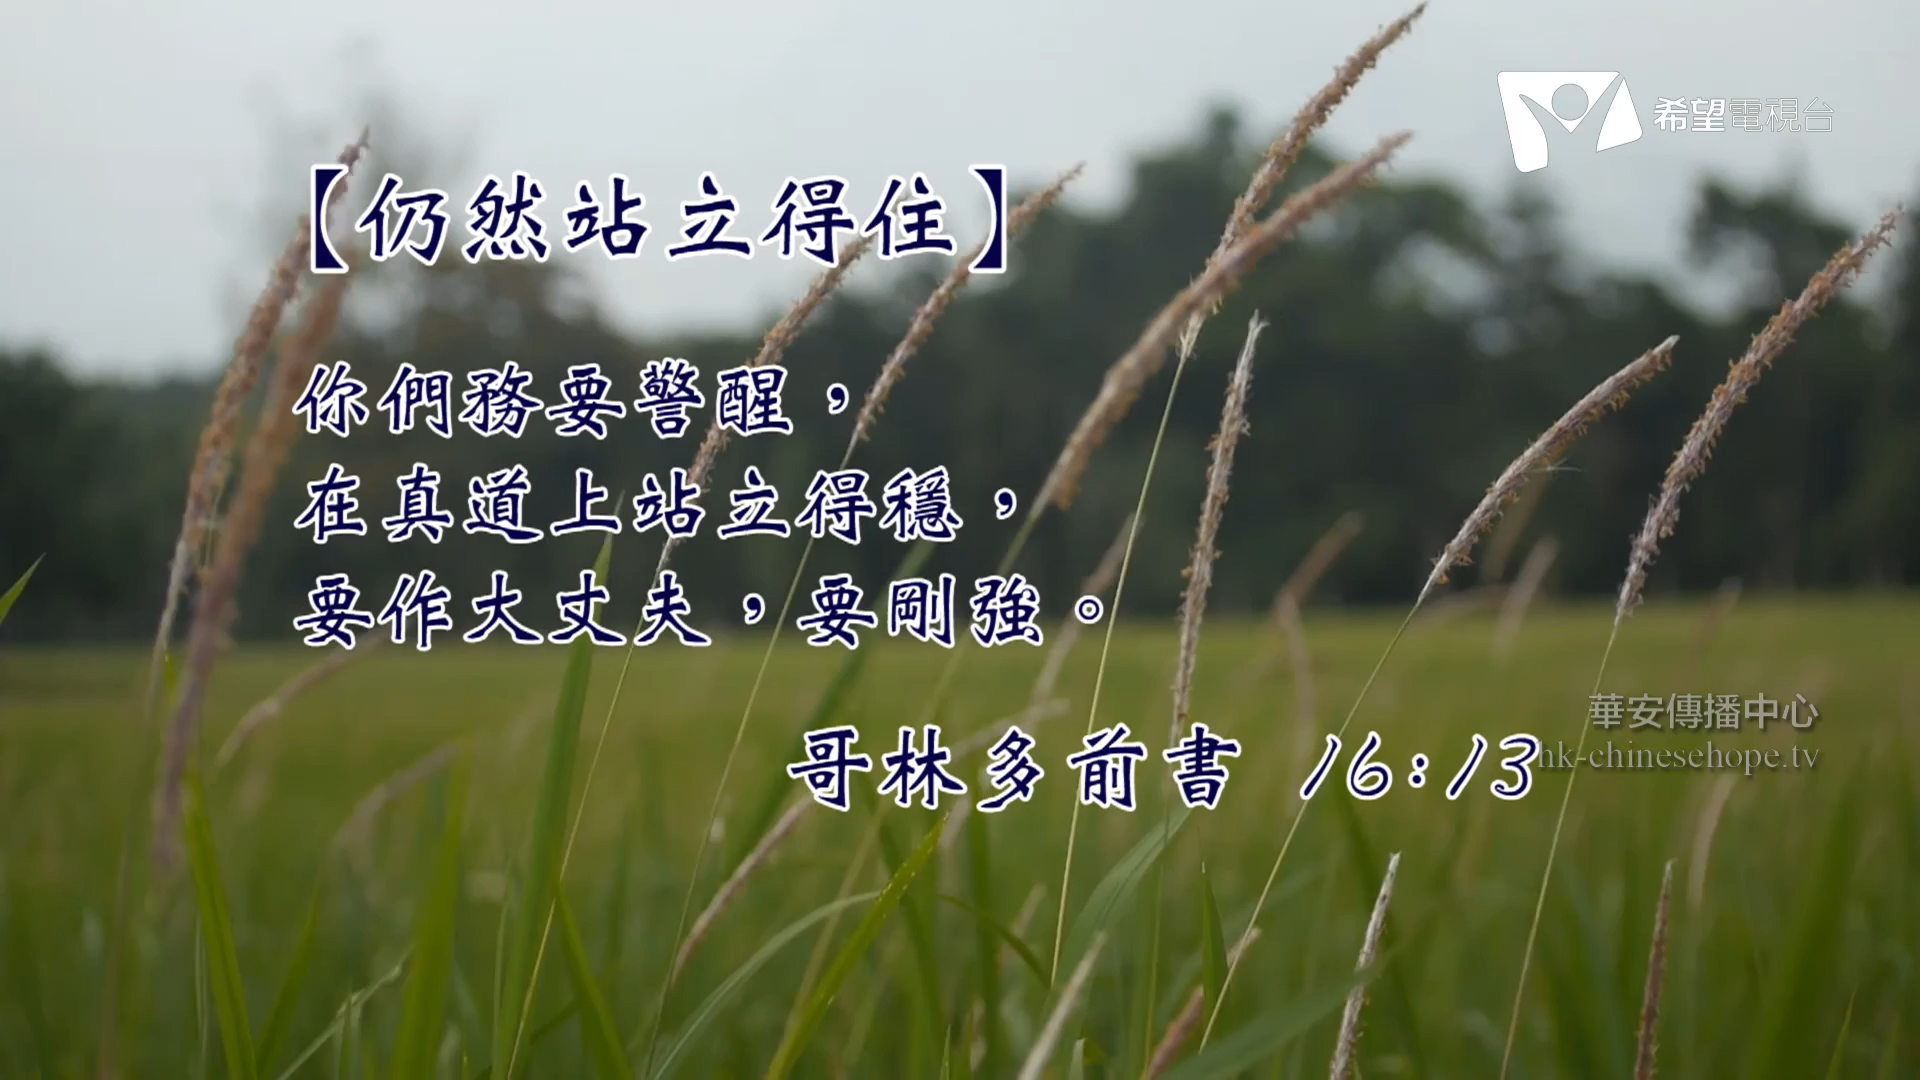 希望電視台
【仍然站立得住】
你們務要警醒，
在真道上站立得穩，
要作大丈夫，要剛強。
哥林多前書 16:13
華安傳播中心
hk-chinesehope.tv